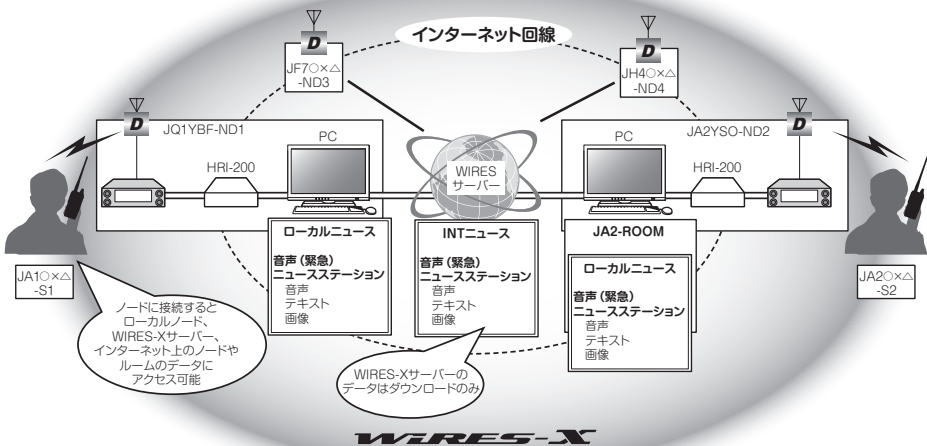 インターネット回線
D
JF7○×△
-ND3
D
JH4○×△
-ND4
D
JQ1YBF-ND1
PC
HRI-200
WIRES
サーバー
PC
JA2YSO-ND2
D
HRI-200
JA1○×△
-S1
JA2○×△
-S2
ローカルニュース
音声(緊急)
ニュースステーション
音声
テキスト
画像
INTニュース
音声(緊急)
ニュースステーション
音声
テキスト
画像
JA2-ROOM
ローカルニュース
音声(緊急)
ニュースステーション
音声
テキスト
画像
ノードに接続すると
ローカルノード、
WIRES-Xサーバー、
インターネット上のノードや
ルームのデータに
アクセス可能
WIRES-Xサーバーの
データはダウンロードのみ
WIRES-X